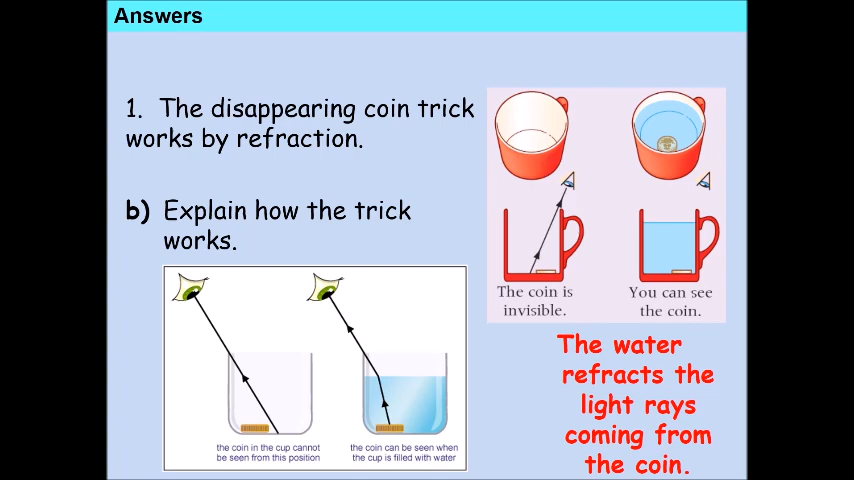 Answers
1. The disappearing coin trick
works by refraction.
b) Explain how the trick
works.
The coin is
invisible.
You can see
the coin.
the coin in the cup cannot
be seen from this position
the coin can be seen when
the cup is filled with water
The water
refracts the
light rays
coming from
the coin.